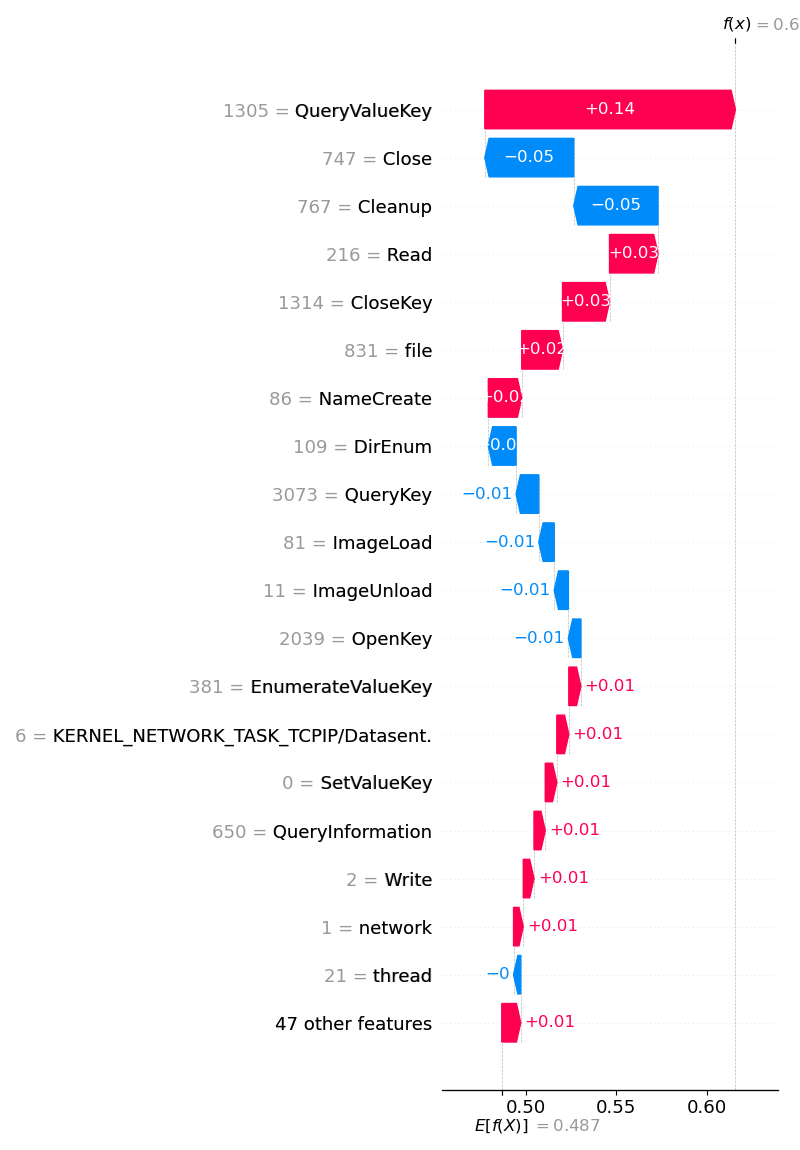 f(x) = 0.6
1305 = QueryValueKey +0.14
747 = Close −0.05
767 = Cleanup −0.05
216 = Read +0.03
1314 = CloseKey +0.03
831 = file +0.02
86 = NameCreate
109 = DirEnum
3073 = QueryKey −0.01
81 = ImageLoad −0.01
11 = ImageUnload −0.01
2039 = OpenKey −0.01
381 = EnumerateValueKey +0.01
6 = KERNEL_NETWORK_TASK_TCPIP/Datasent. +0.01
0 = SetValueKey +0.01
650 = QueryInformation +0.01
2 = Write +0.01
1 = network +0.01
21 = thread −0
47 other features +0.01
0.50 0.55 0.60
E[f(X)] = 0.487